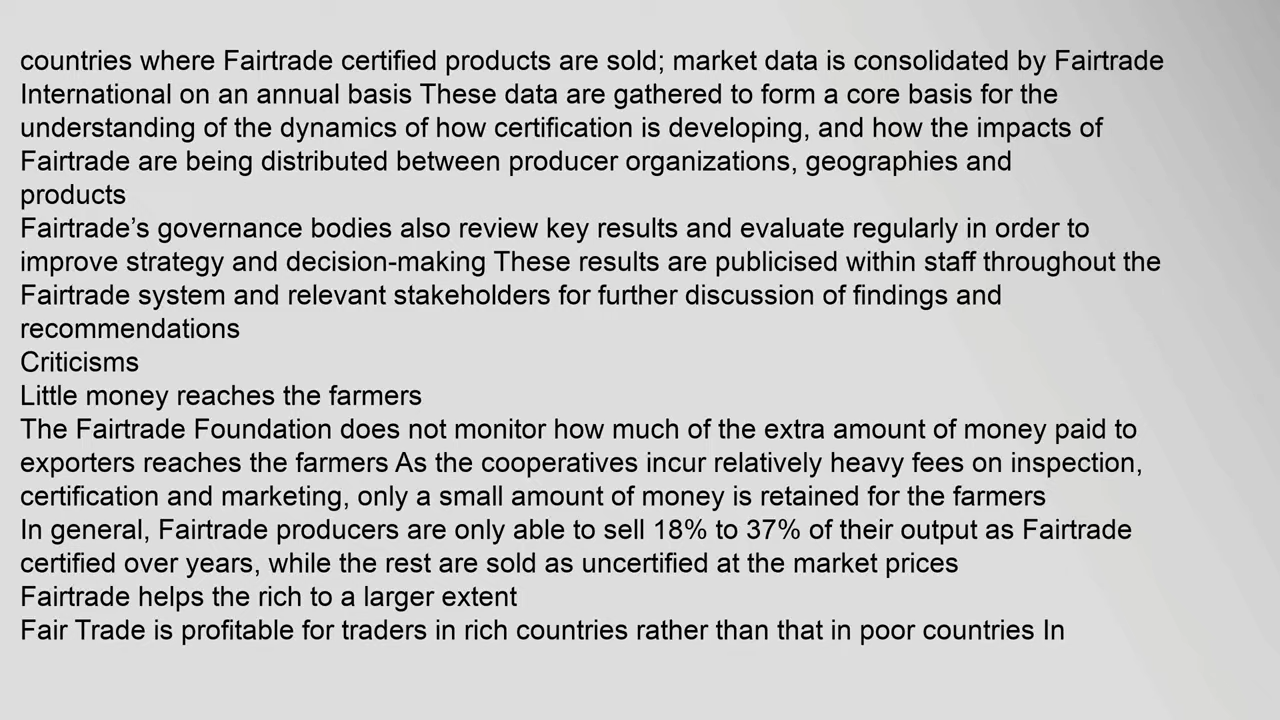 countries where Fairtrade certified products are sold; market data is consolidated by Fairtrade
International on an annual basis These data are gathered to form a core basis for the
understanding of the dynamics of how certification is developing, and how the impacts of
Fairtrade are being distributed between producer organizations, geographies and
products
Fairtrade’s governance bodies also review key results and evaluate regularly in order to
improve strategy and decision-making These results are publicised within staff throughout the
Fairtrade system and relevant stakeholders for further discussion of findings and
recommendations
Criticisms
Little money reaches the farmers
The Fairtrade Foundation does not monitor how much of the extra amount of money paid to
exporters reaches the farmers As the cooperatives incur relatively heavy fees on inspection,
certification and marketing, only a small amount of money is retained for the farmers
In general, Fairtrade producers are only able to sell 18% to 37% of their output as Fairtrade
certified over years, while the rest are sold as uncertified at the market prices
Fairtrade helps the rich to a larger extent
Fair Trade is profitable for traders in rich countries rather than that in poor countries In